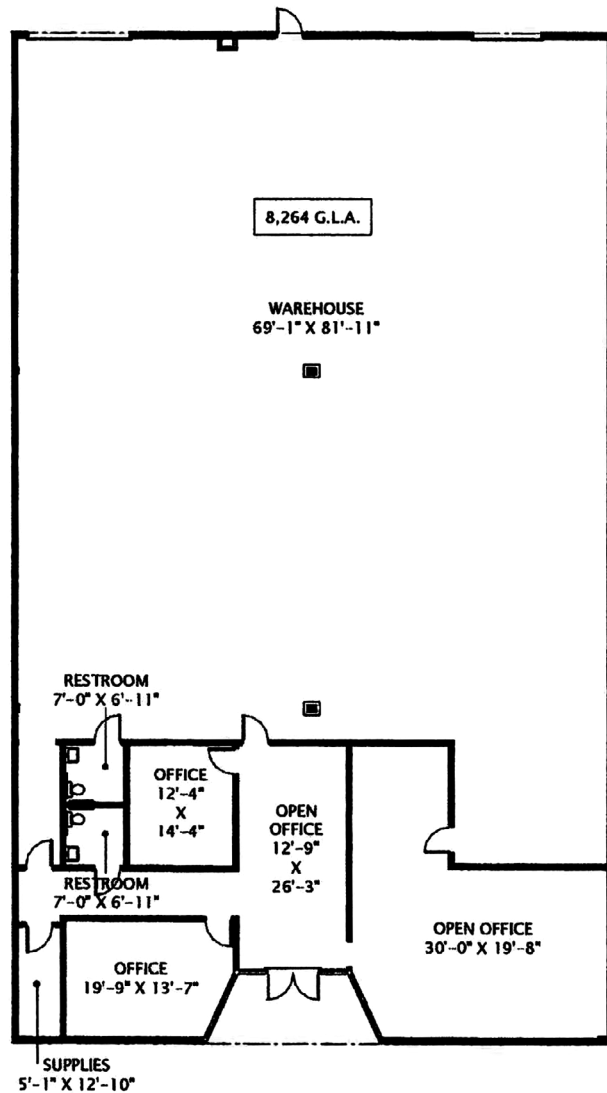 8,264 G.L.A.
WAREHOUSE
69'-1" X 81'-11"
RESTROOM
7'-0" X 6'-11"
OFFICE
12'-4"
X
14'-4"
OPEN
OFFICE
12'-9"
X
26'-3"
RESTROOM
7'-0" X 6'-11"
OPEN OFFICE
30'-0" X 19'-8"
OFFICE
19'-9" X 13'-7"
SUPPLIES
5'-1" X 12'-10"